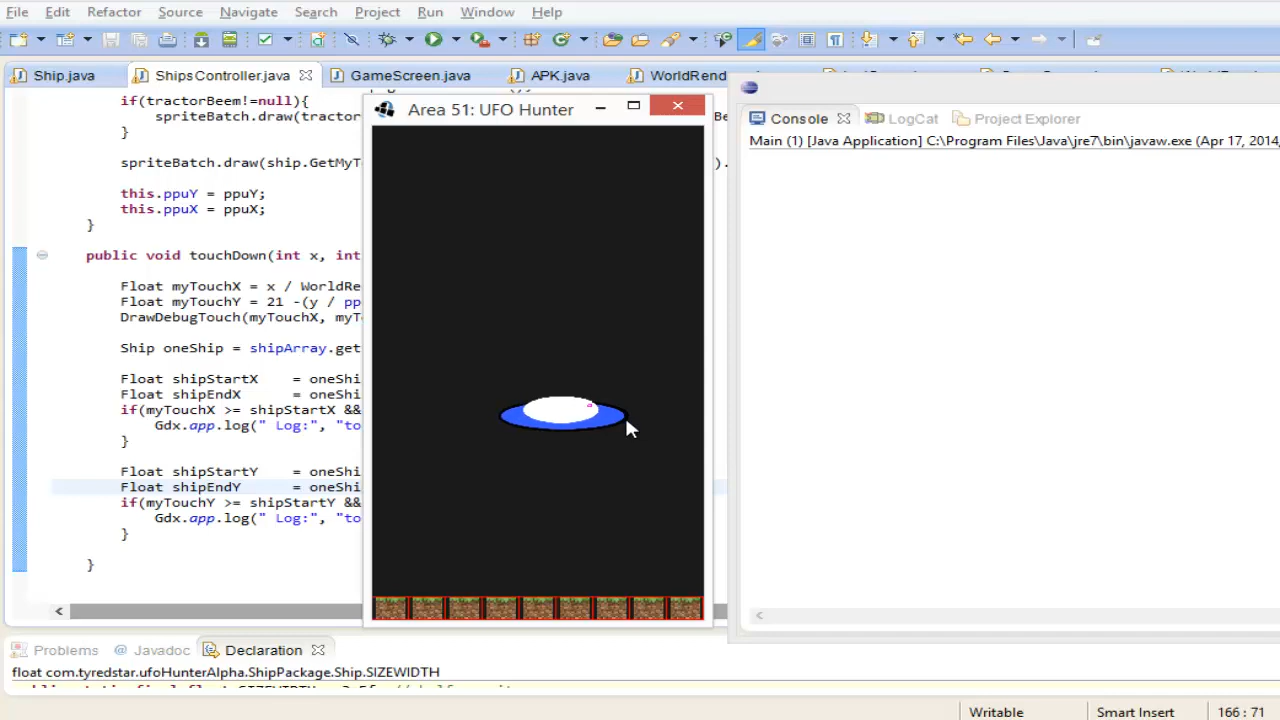 File Edit Refactor Source Navigate Search Project Run Window Help
Ship.java ShipsController.java GameScreen.java APK.java WorldRend
if(tractorBeem!=null){
spriteBatch.draw(tractor
}
spriteBatch.draw(ship.GetMyT
this.ppuY = ppuY;
this.ppuX = ppuX;
}
public void touchDown(int x, int
Float myTouchX = x / WorldRe
Float myTouchY = 21 -(y / pp
DrawDebugTouch(myTouchX, myT
Ship oneShip = shipArray.get
Float shipStartX = oneShi
Float shipEndX = oneShi
if(myTouchX >= shipStartX &&
Gdx.app.log(" Log:", "to
}
Float shipStartY = oneShi
Float shipEndY = oneShi
if(myTouchY >= shipStartY &&
Gdx.app.log(" Log:", "to
}
}
Area 51: UFO Hunter
Console LogCat Project Explorer
Main (1) [Java Application] C:\Program Files\Java\jre7\bin\javaw.exe (Apr 17, 2014,
Problems @ Javadoc Declaration
float com.tyredstar.ufoHunterAlpha.ShipPackage.Ship.SIZEWIDTH
Writable Smart Insert 166 : 71